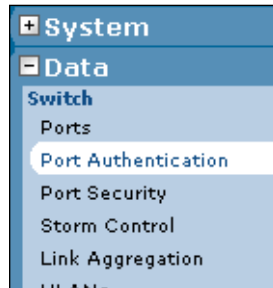 System
Data
Switch
Ports
Port Authentication
Port Security
Storm Control
Link Aggregation